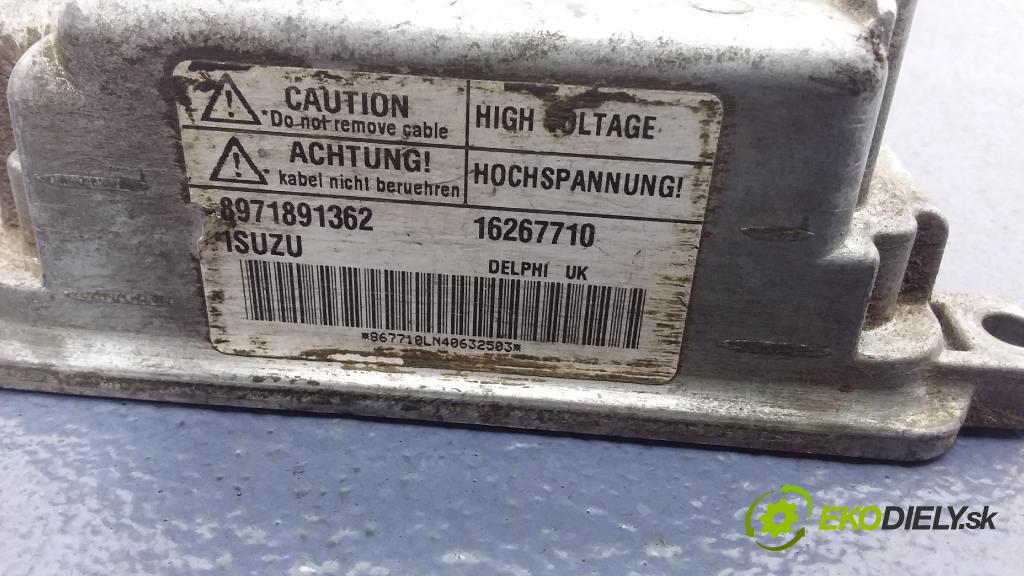 CAUTION
Do not remove cable
HIGH VOLTAGE
ACHTUNG!
kabel nicht beruehren
HOCHSPANNUNG!
8971891362
16267710
ISUZU
DELPHI UK
*867710LN40632503*
EKODIELY.sk